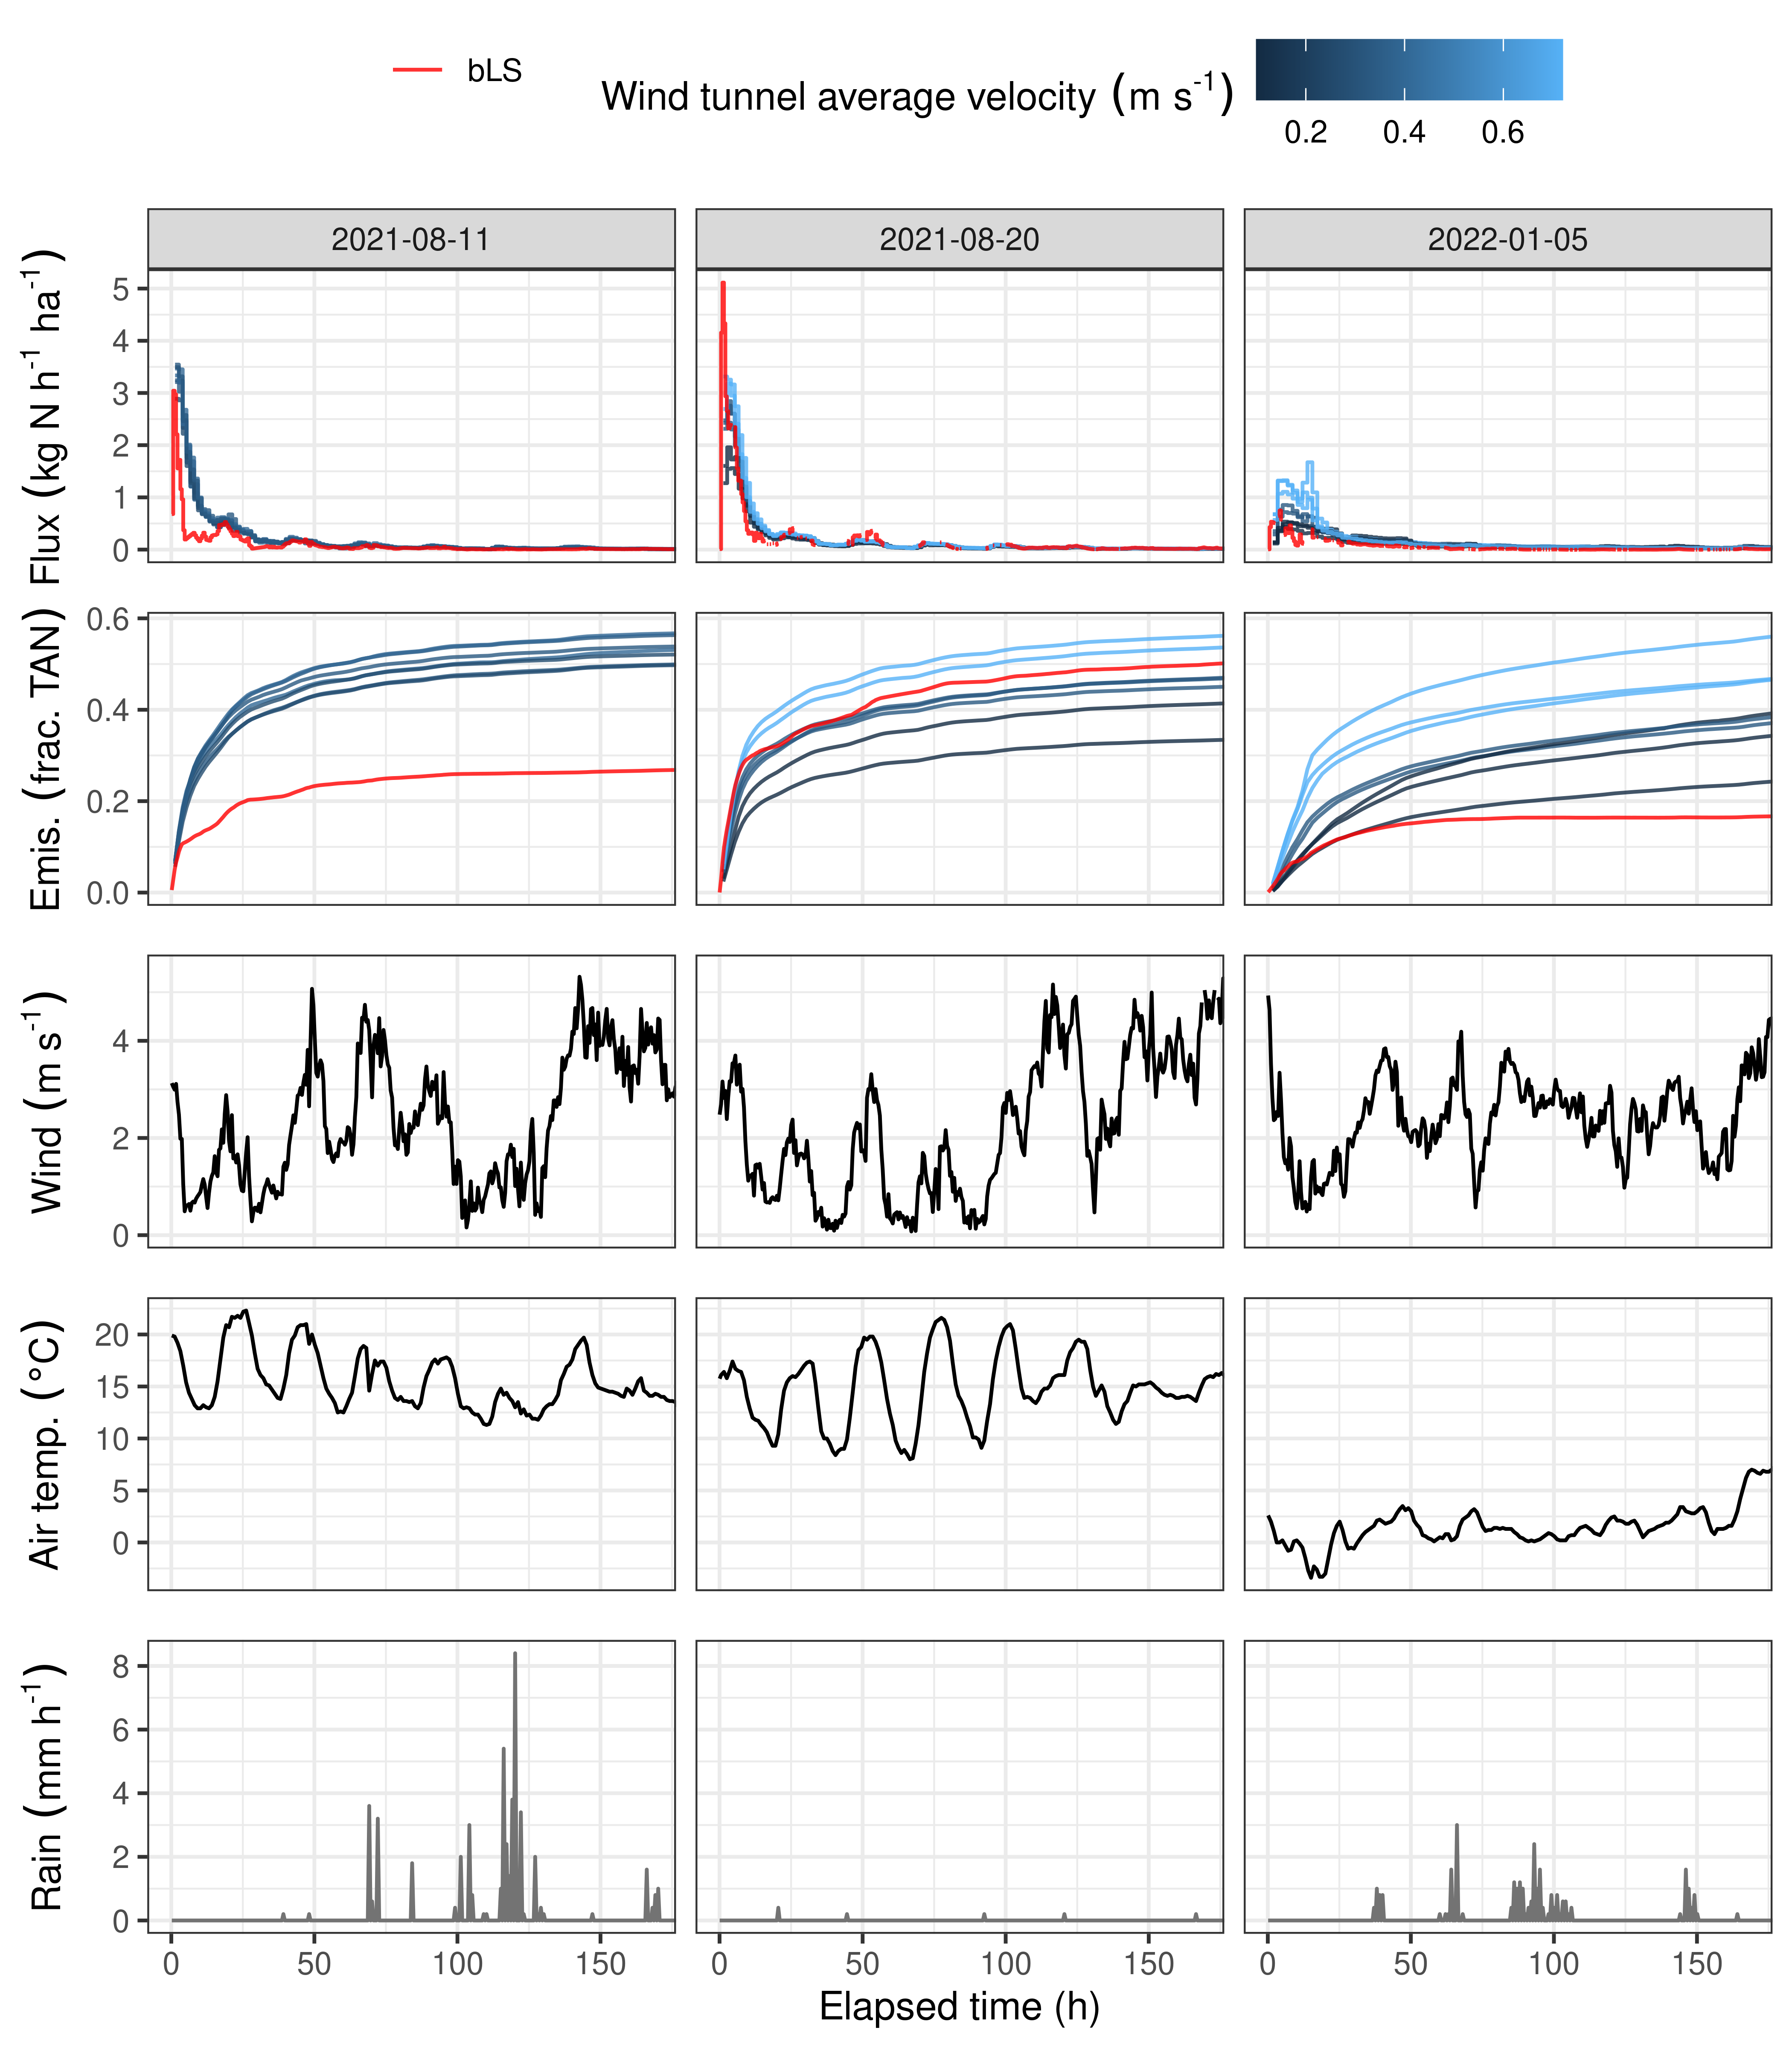 bLS
Wind tunnel average velocity (m s⁻¹)
0.2 0.4 0.6
2021-08-11 2021-08-20 2022-01-05
Flux (kg N h⁻¹ ha⁻¹)
5
4
3
2
1
0
Emis. (frac. TAN)
0.6
0.4
0.2
0.0
Wind (m s⁻¹)
4
2
0
Air temp. (°C)
20
15
10
5
0
Rain (mm h⁻¹)
8
6
4
2
0
0 50 100 150 0 50 100 150 0 50 100 150
Elapsed time (h)